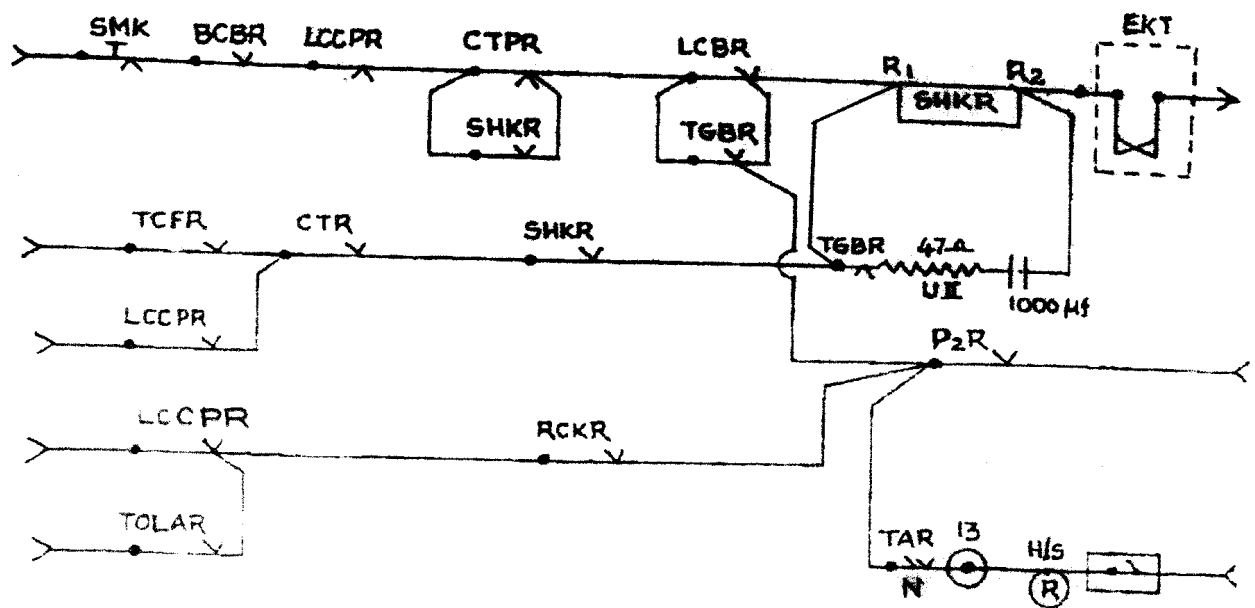 SMK BCBR LCCPR CTPR LCBR R1 R2 EKT
SHKR
SHKR TGBR
TCFR CTR SHKR TGBR 47Ω
UII 1000 µf
LCCPR P2R
LCCPR RCKR
TOLAR TAR 13 H/S
N R